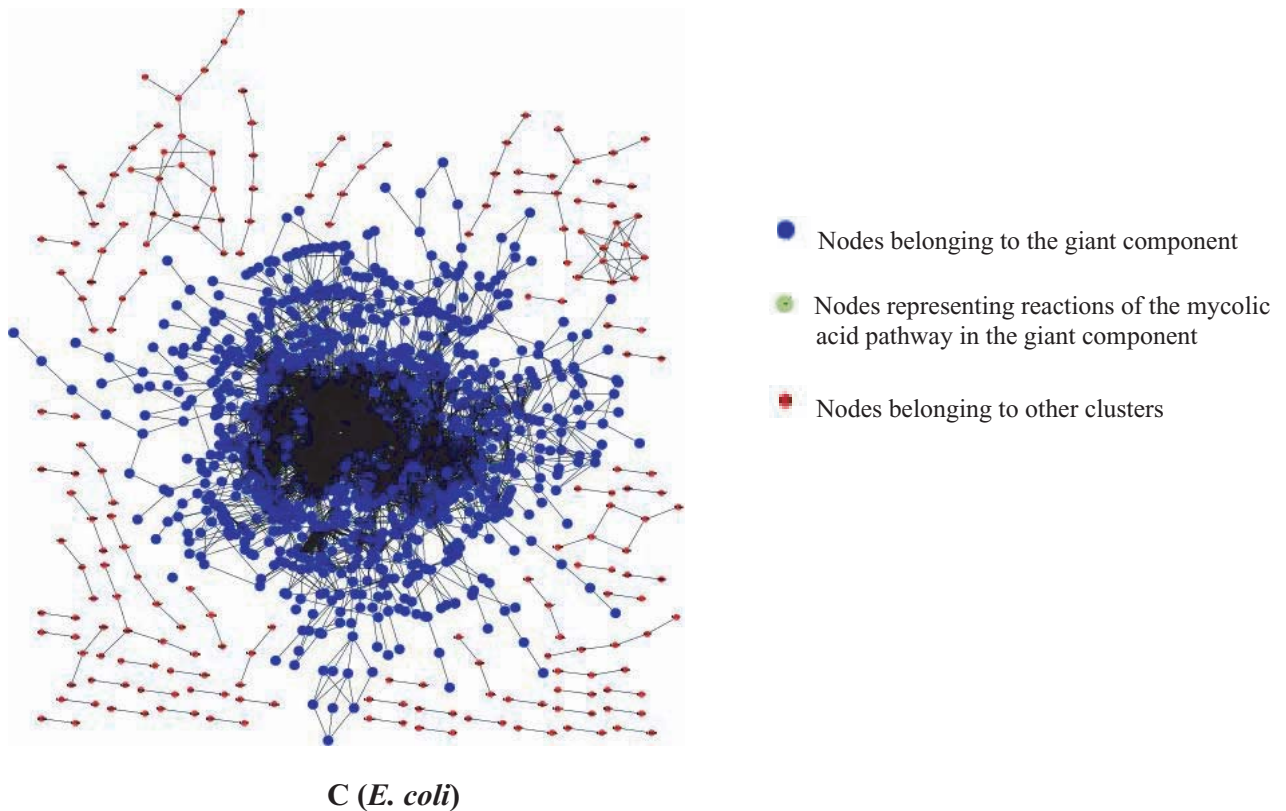 Nodes belonging to the giant component
Nodes representing reactions of the mycolic
acid pathway in the giant component
Nodes belonging to other clusters
C (E. coli)